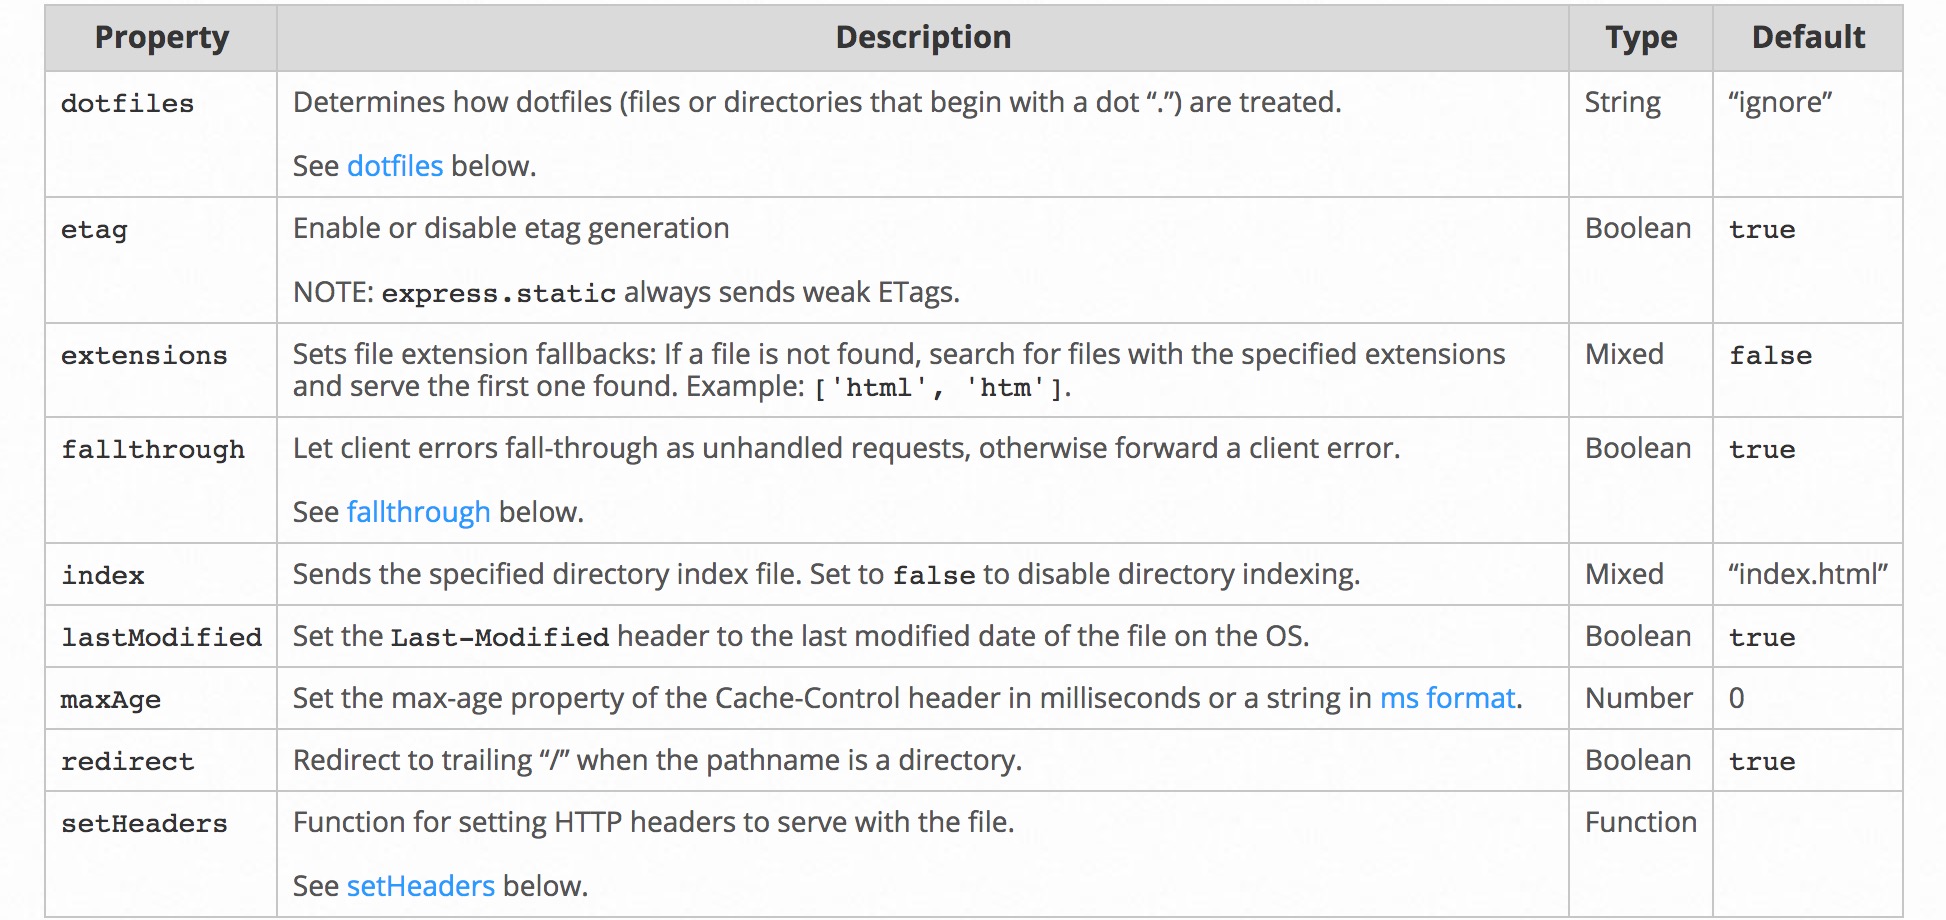 Property Description Type Default
dotfiles Determines how dotfiles (files or directories that begin with a dot “.”) are treated. String “ignore”
See dotfiles below.
etag Enable or disable etag generation Boolean true
NOTE: express.static always sends weak ETags.
extensions Sets file extension fallbacks: If a file is not found, search for files with the specified extensions Mixed false
and serve the first one found. Example: ['html', 'htm'].
fallthrough Let client errors fall-through as unhandled requests, otherwise forward a client error. Boolean true
See fallthrough below.
index Sends the specified directory index file. Set to false to disable directory indexing. Mixed “index.html”
lastModified Set the Last-Modified header to the last modified date of the file on the OS. Boolean true
maxAge Set the max-age property of the Cache-Control header in milliseconds or a string in ms format. Number 0
redirect Redirect to trailing “/” when the pathname is a directory. Boolean true
setHeaders Function for setting HTTP headers to serve with the file. Function
See setHeaders below.